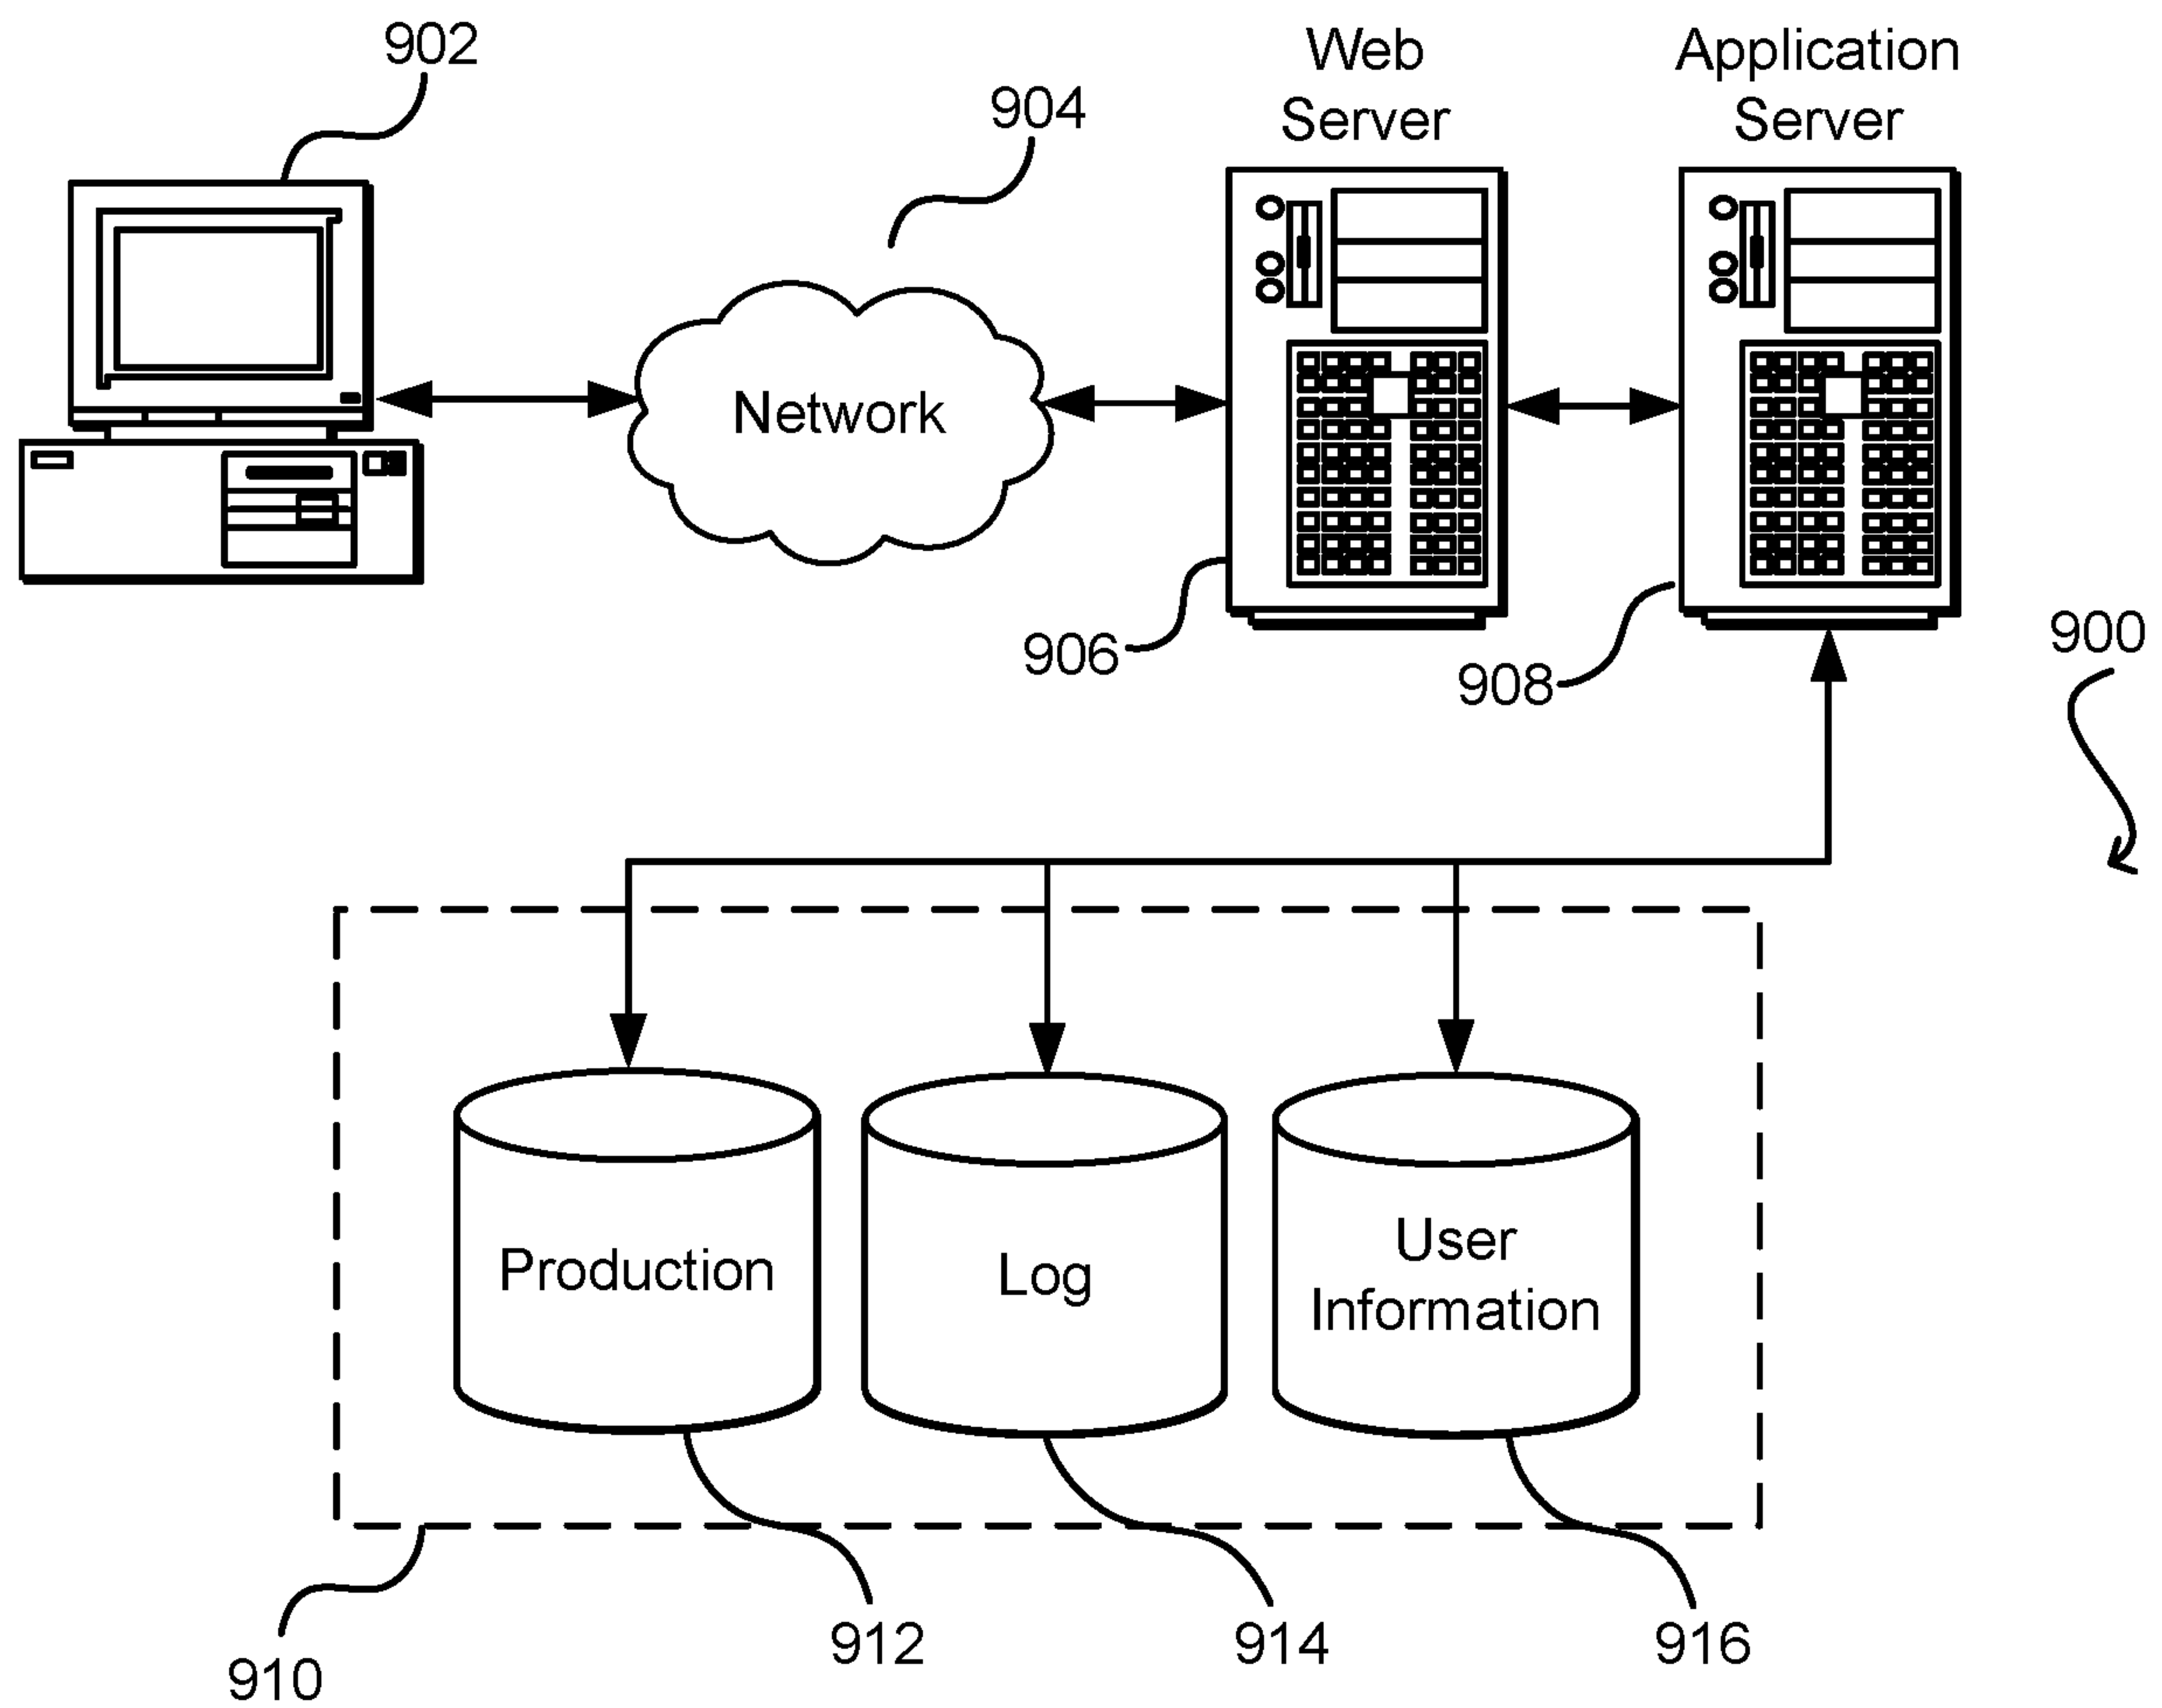 902
904
Web
Server
Application
Server
Network
906
908
900
Production
Log
User
Information
910
912
914
916